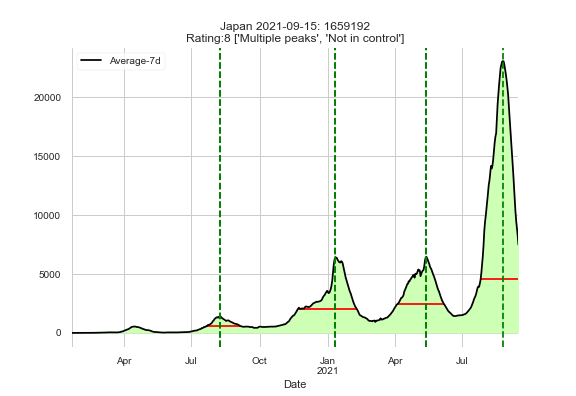 Japan 2021-09-15: 1659192
Rating:8 ['Multiple peaks', 'Not in control']
Average-7d
20000
15000
10000
5000
0
Apr
Jul
Oct
Jan
2021
Apr
Jul
Date